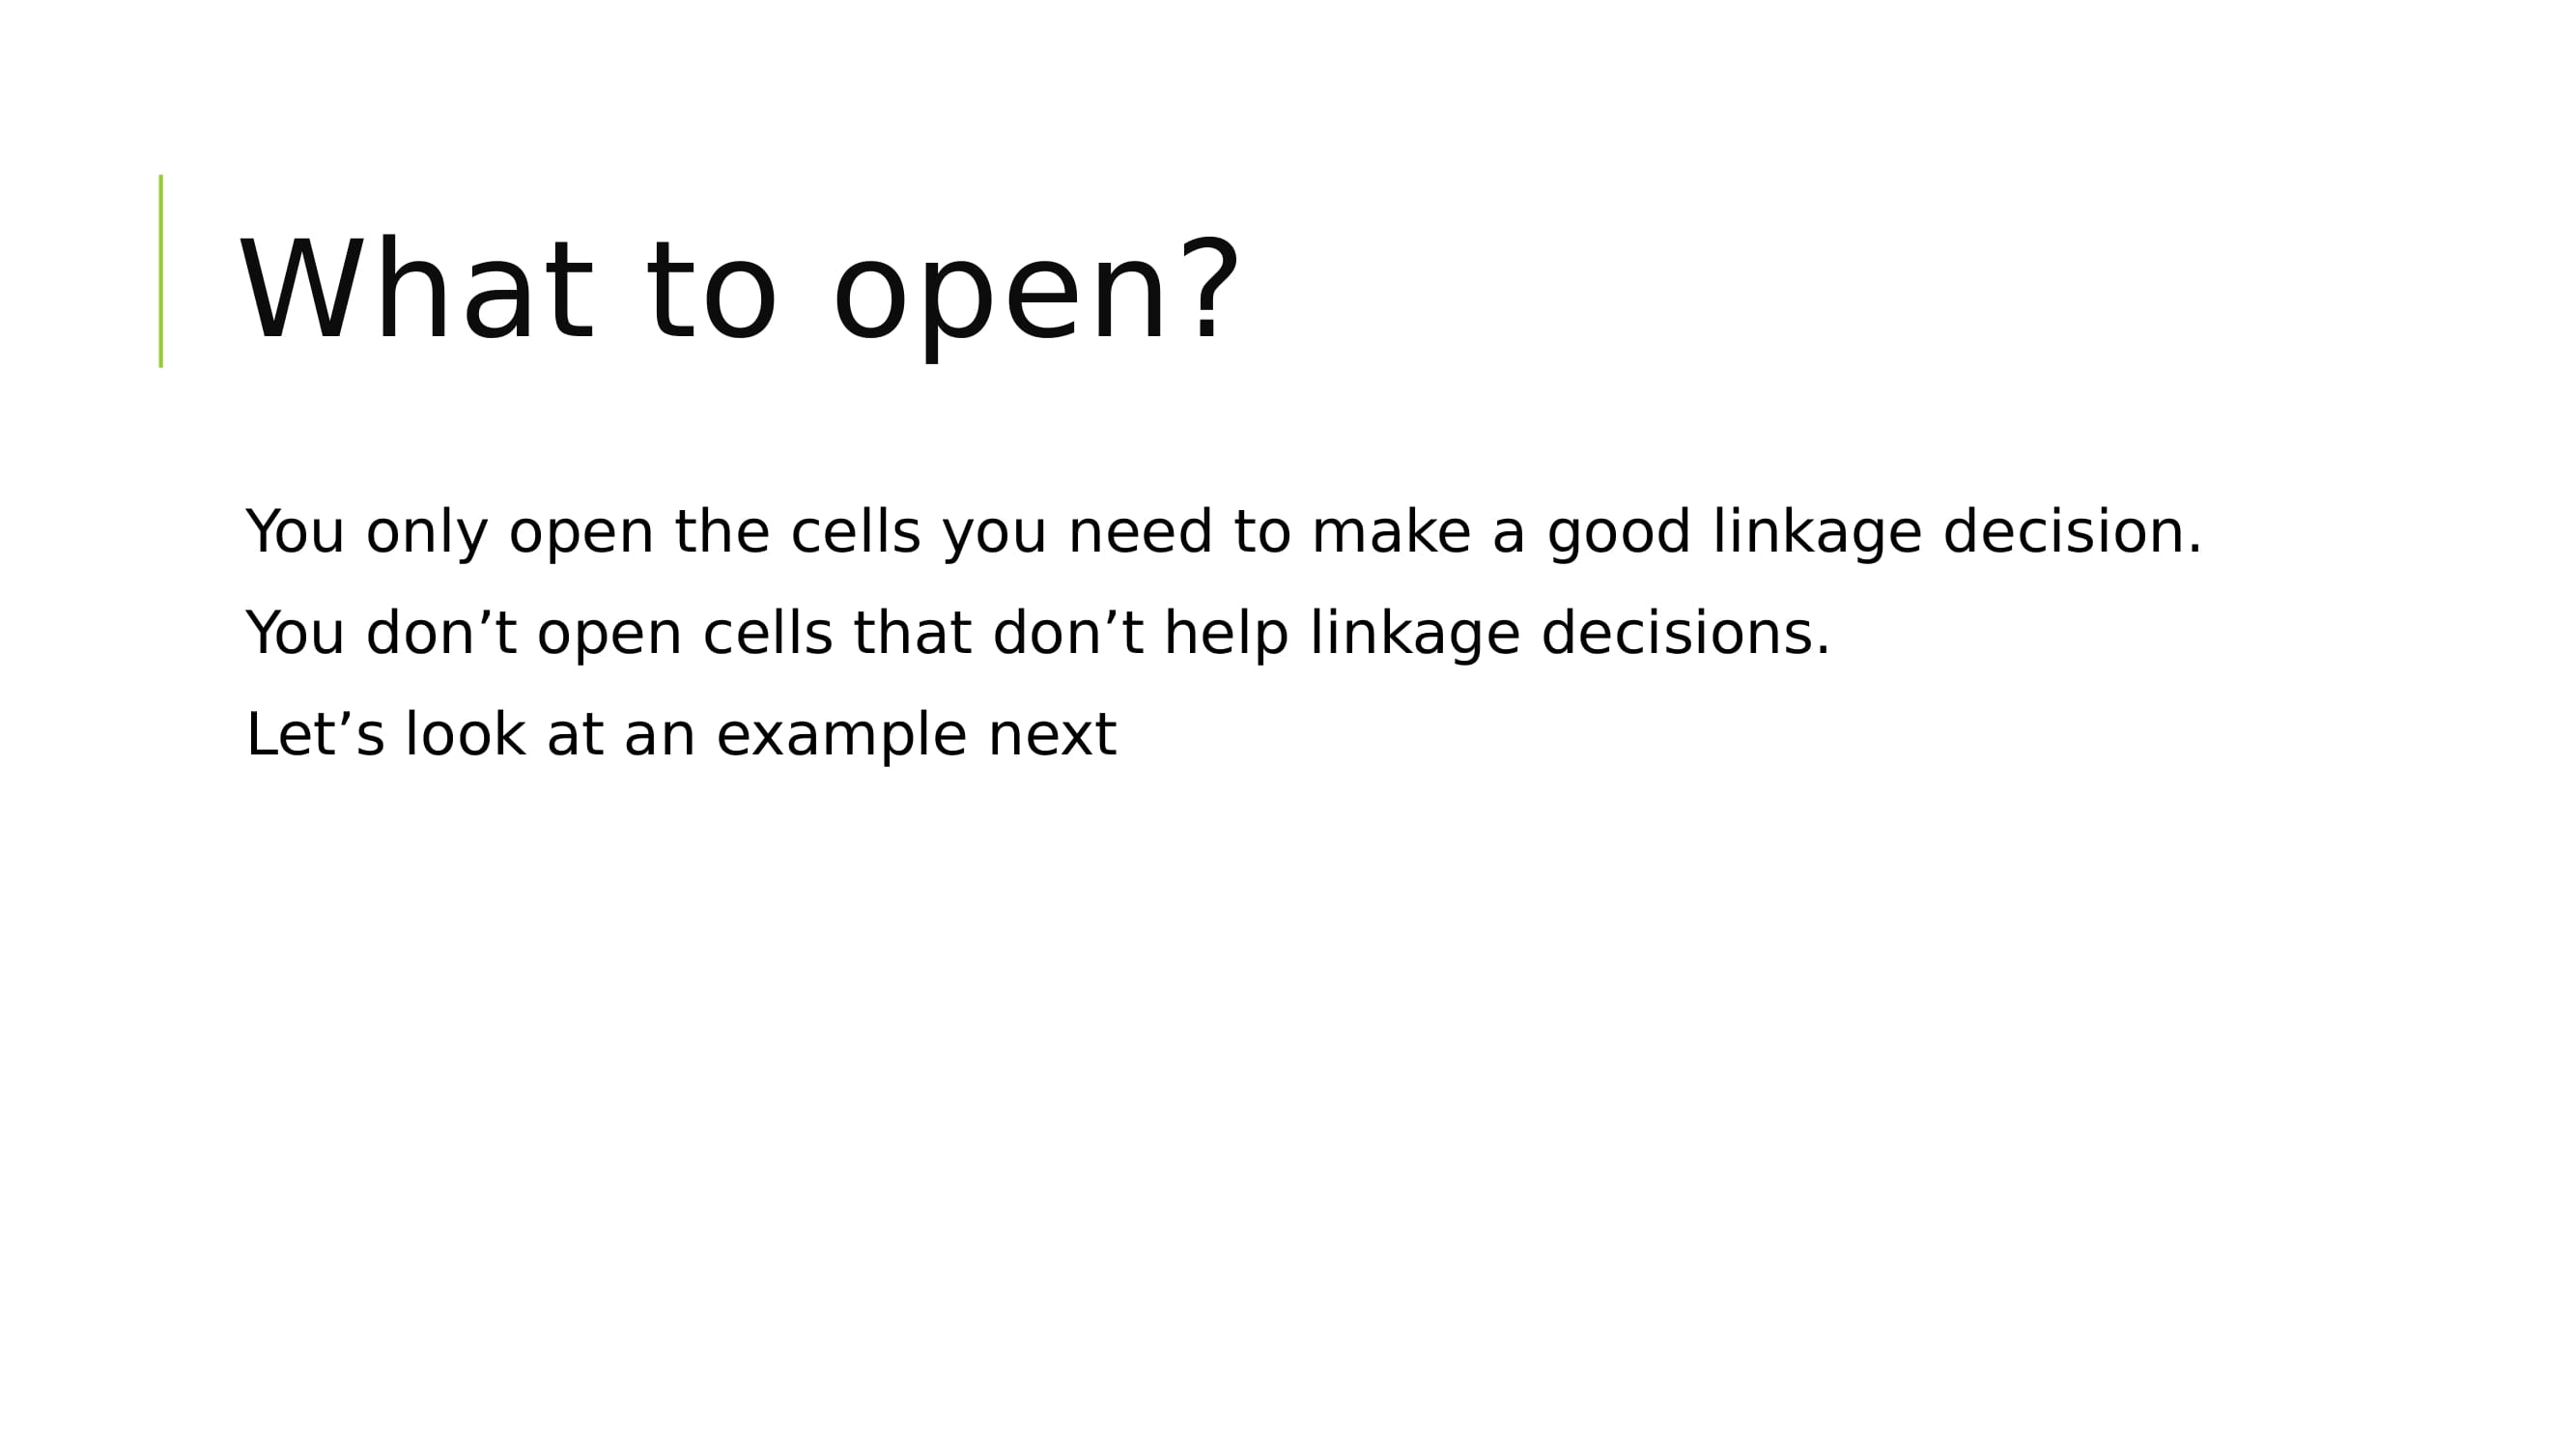 What to open?
You only open the cells you need to make a good linkage decision.
You don’t open cells that don’t help linkage decisions.
Let’s look at an example next